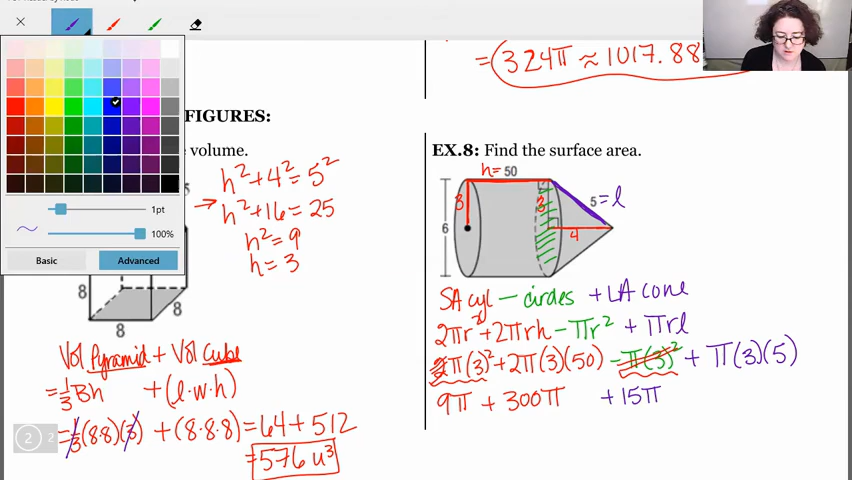 = 324π ≈ 1017.88
FIGURES:
volume.
h² + 4² = 5²
→ h² + 16 = 25
h² = 9
h = 3
8
8
8
Vol Pyramid + Vol Cube
= 1/3 Bh + (l·w·h)
= 1/3 (8·8)(3) + (8·8·8) = 64 + 512
= 576 u³
EX.8: Find the surface area.
h = 50
3
3
5 = l
6
4
SA cyl - circles + LA cone
2πr² + 2πrh - πr² + πrl
2π(3)² + 2π(3)(50) - π(3)² + π(3)(5)
9π + 300π + 15π
1pt
100%
Basic
Advanced
2
2